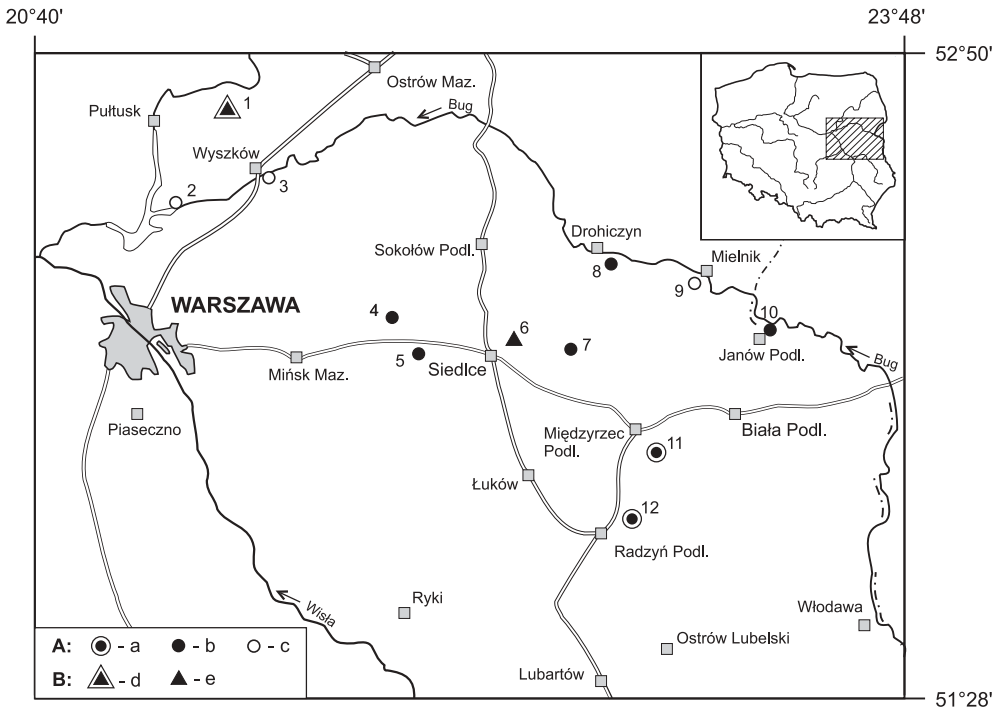 20°40'
23°48'
52°50'
Ostrów Maz.
Pułtusk
1
Bug
Wyszków
3
2
Drohiczyn
Sokołów Podl.
Mielnik
8
9
WARSZAWA
4
10
6
7
5
Siedlce
Janów Podl.
Mińsk Maz.
Bug
Piaseczno
Międzyrzec
Podl.
Biała Podl.
11
Łuków
12
Radzyń Podl.
Ryki
Wisła
Włodawa
Ostrów Lubelski
Lubartów
A: - a - b - c
B: - d - e
51°28'